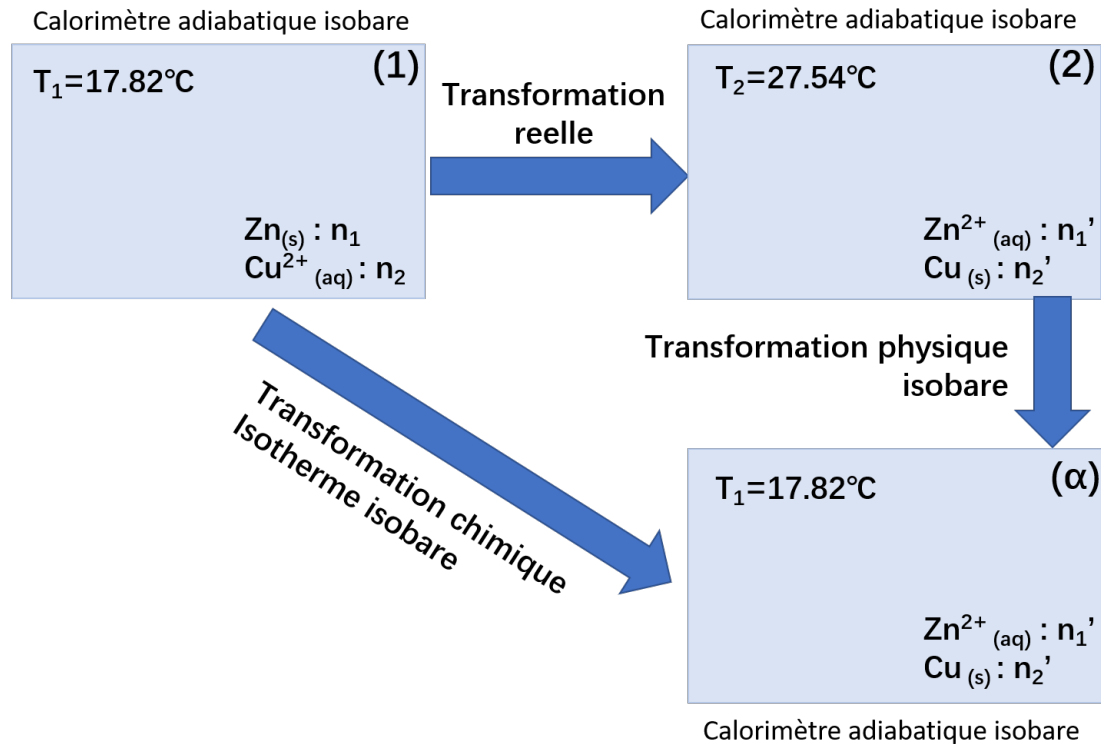 Calorimètre adiabatique isobare
(1)
T₁=17.82℃
Zn(s) : n₁
Cu²⁺ (aq) : n₂
Transformation
reelle
Calorimètre adiabatique isobare
(2)
T₂=27.54℃
Zn²⁺ (aq) : n₁’
Cu (s) : n₂’
Transformation physique
isobare
Transformation chimique
Isotherme isobare
(α)
T₁=17.82℃
Zn²⁺ (aq) : n₁’
Cu (s) : n₂’
Calorimètre adiabatique isobare